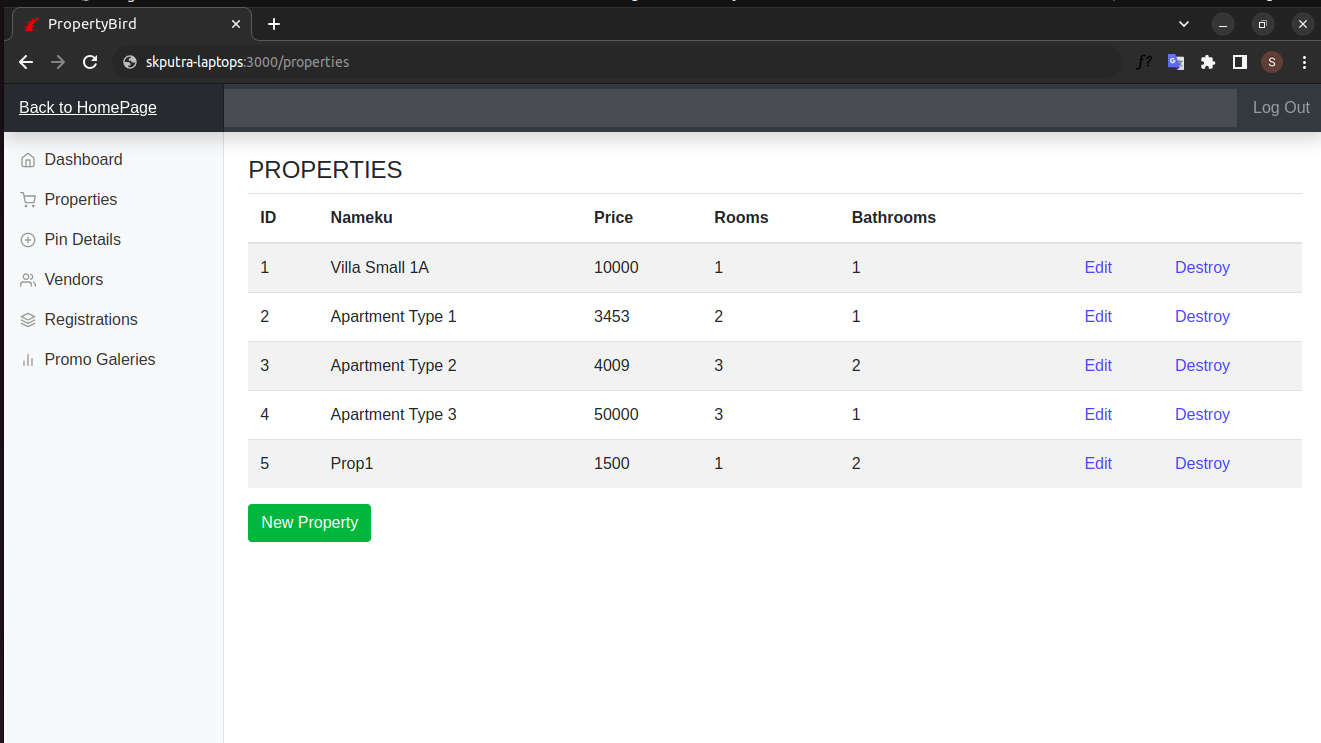 PropertyBird
skputra-laptops:3000/properties
S
Back to HomePage
Log Out
Dashboard
Properties
Pin Details
Vendors
Registrations
Promo Galeries
PROPERTIES
ID Nameku Price Rooms Bathrooms
1 Villa Small 1A 10000 1 1 Edit Destroy
2 Apartment Type 1 3453 2 1 Edit Destroy
3 Apartment Type 2 4009 3 2 Edit Destroy
4 Apartment Type 3 50000 3 1 Edit Destroy
5 Prop1 1500 1 2 Edit Destroy
New Property